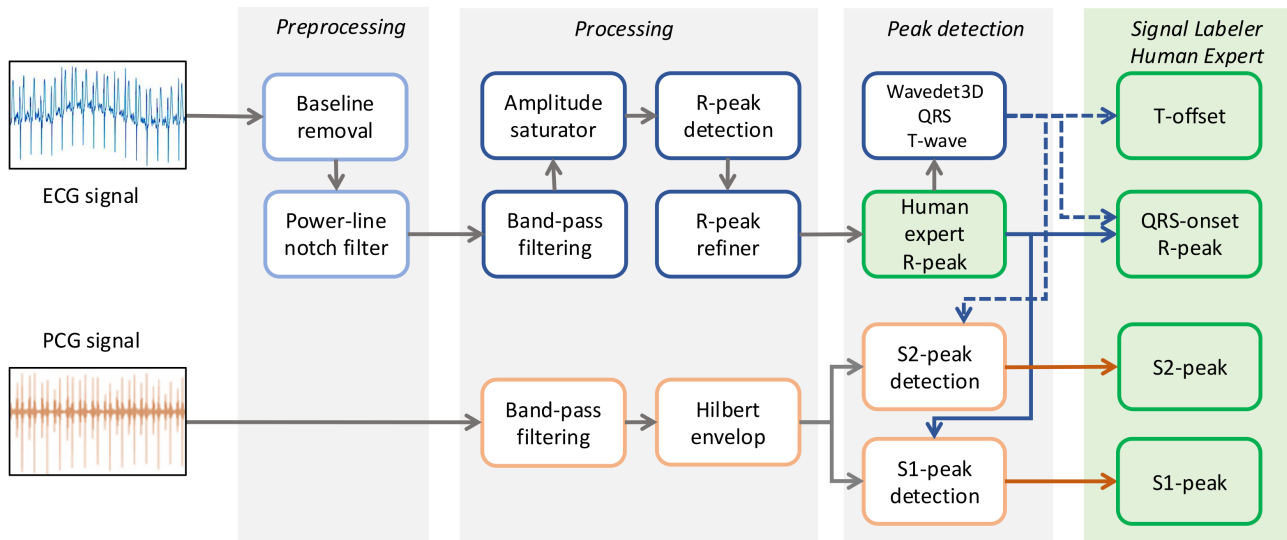 Preprocessing
Processing
Peak detection
Signal Labeler
Human Expert
ECG signal
Baseline
removal
Power-line
notch filter
Amplitude
saturator
Band-pass
filtering
R-peak
detection
R-peak
refiner
Wavedet3D
QRS
T-wave
Human
expert
R-peak
T-offset
QRS-onset
R-peak
PCG signal
Band-pass
filtering
Hilbert
envelop
S2-peak
detection
S1-peak
detection
S2-peak
S1-peak